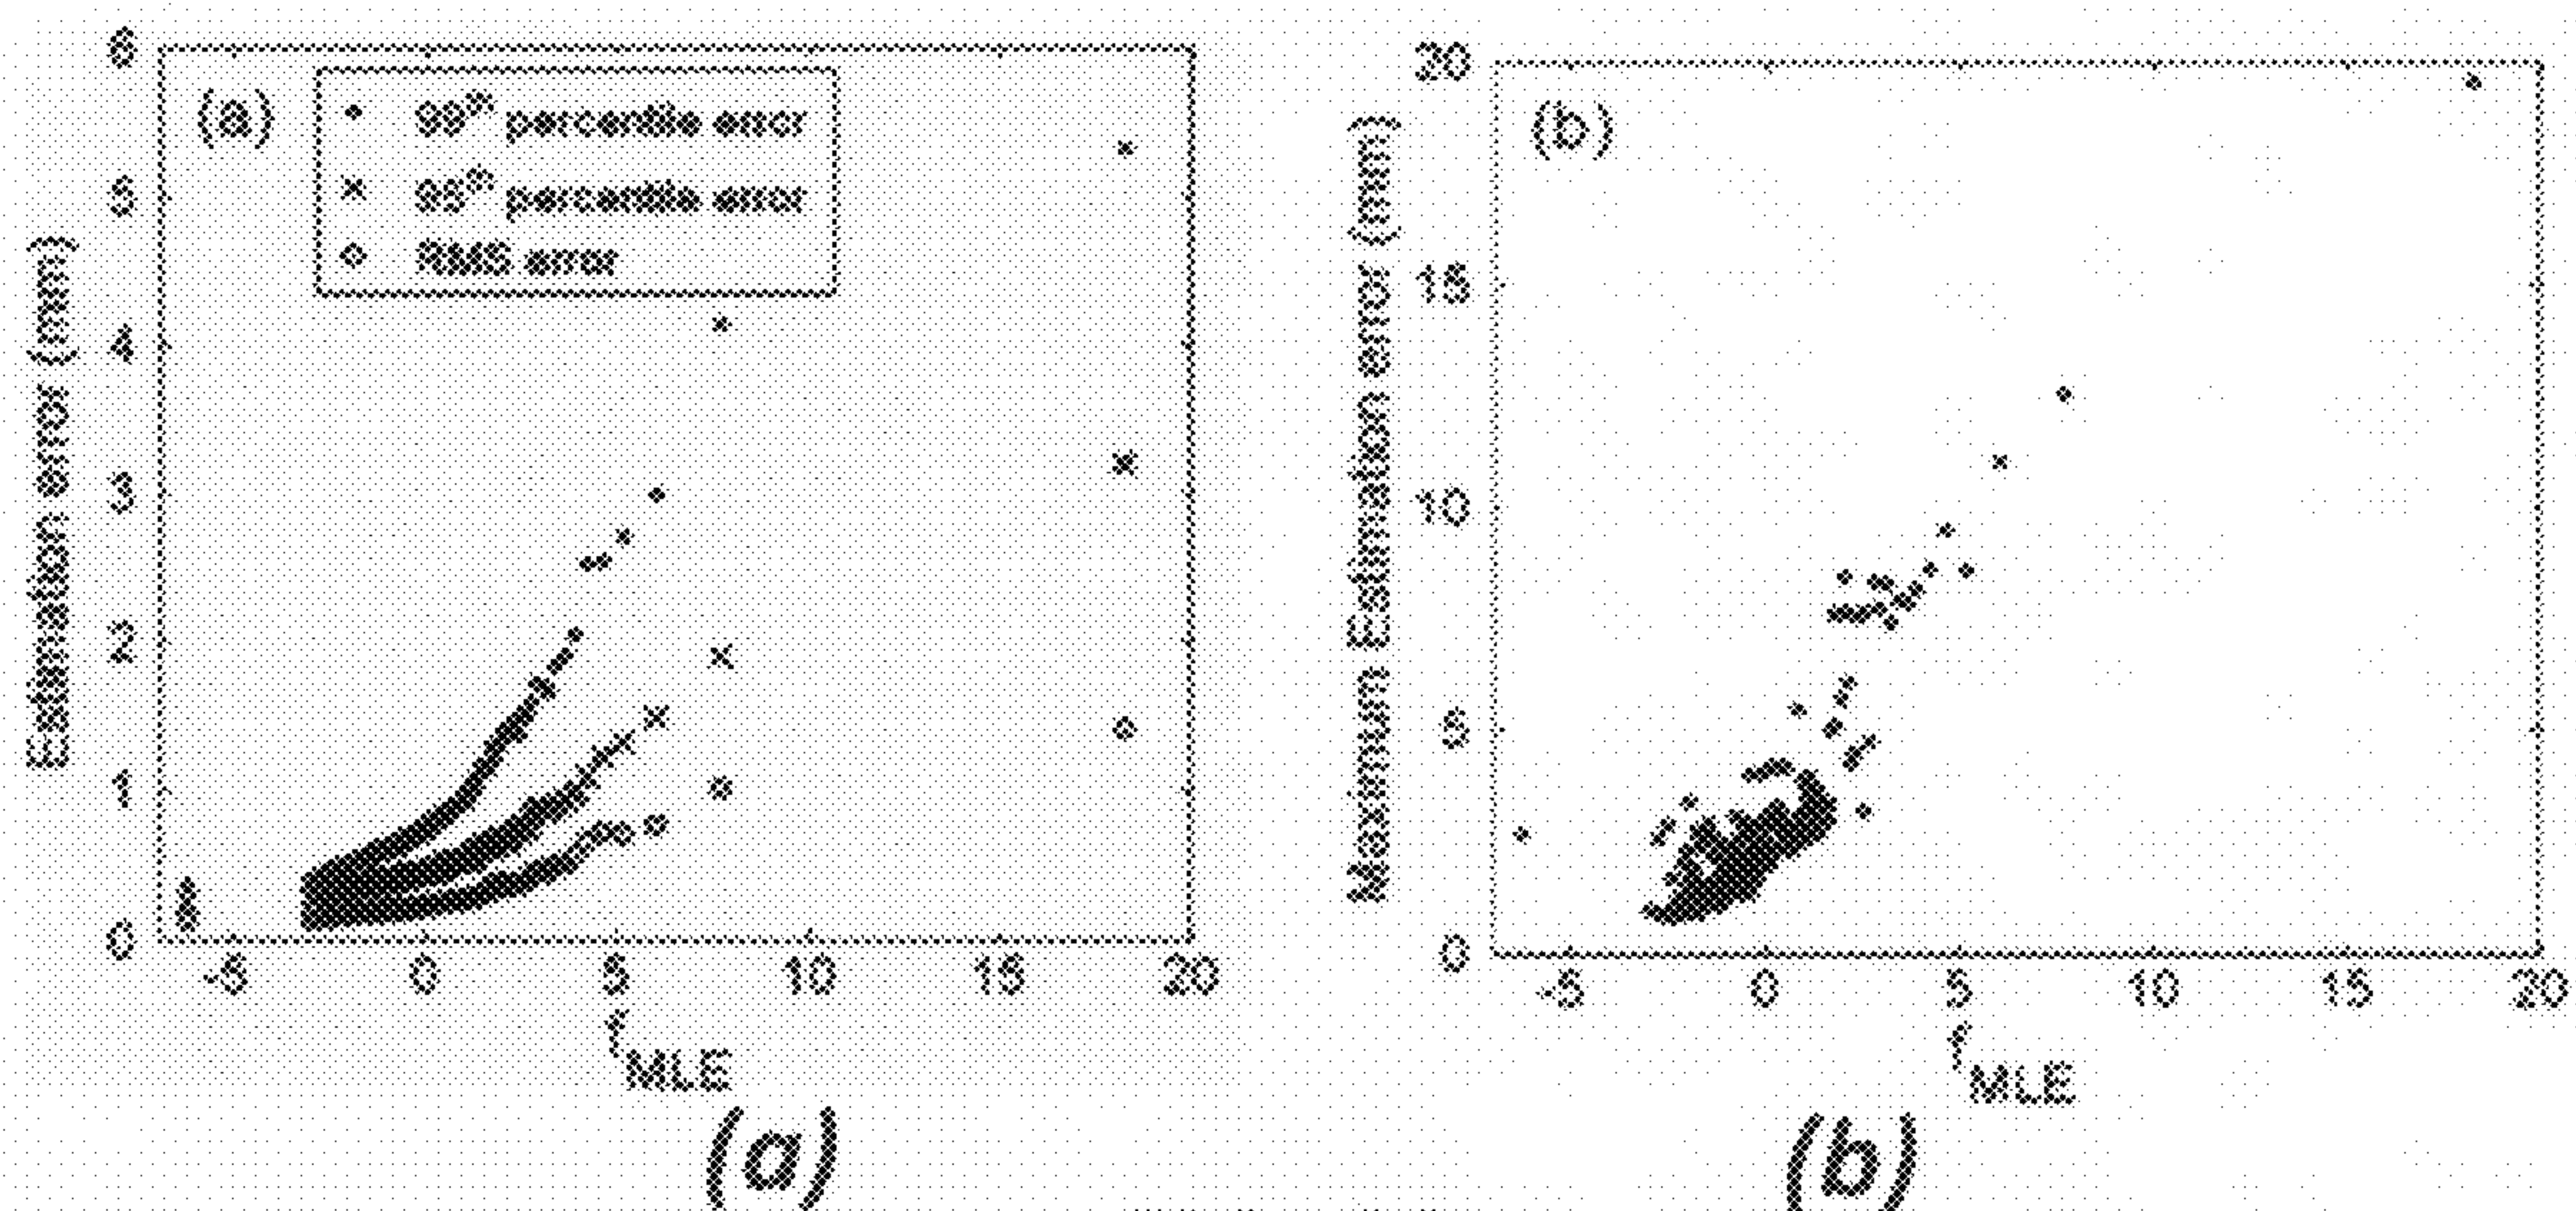 6
5
4
3
2
1
0
Estimation error (mm)
(a)
99th percentile error
95th percentile error
RMS error
-5 0 5 10 15 20
fMLE
(a)
20
15
10
5
0
Maximum Estimation error (mm)
(b)
-5 0 5 10 15 20
fMLE
(b)